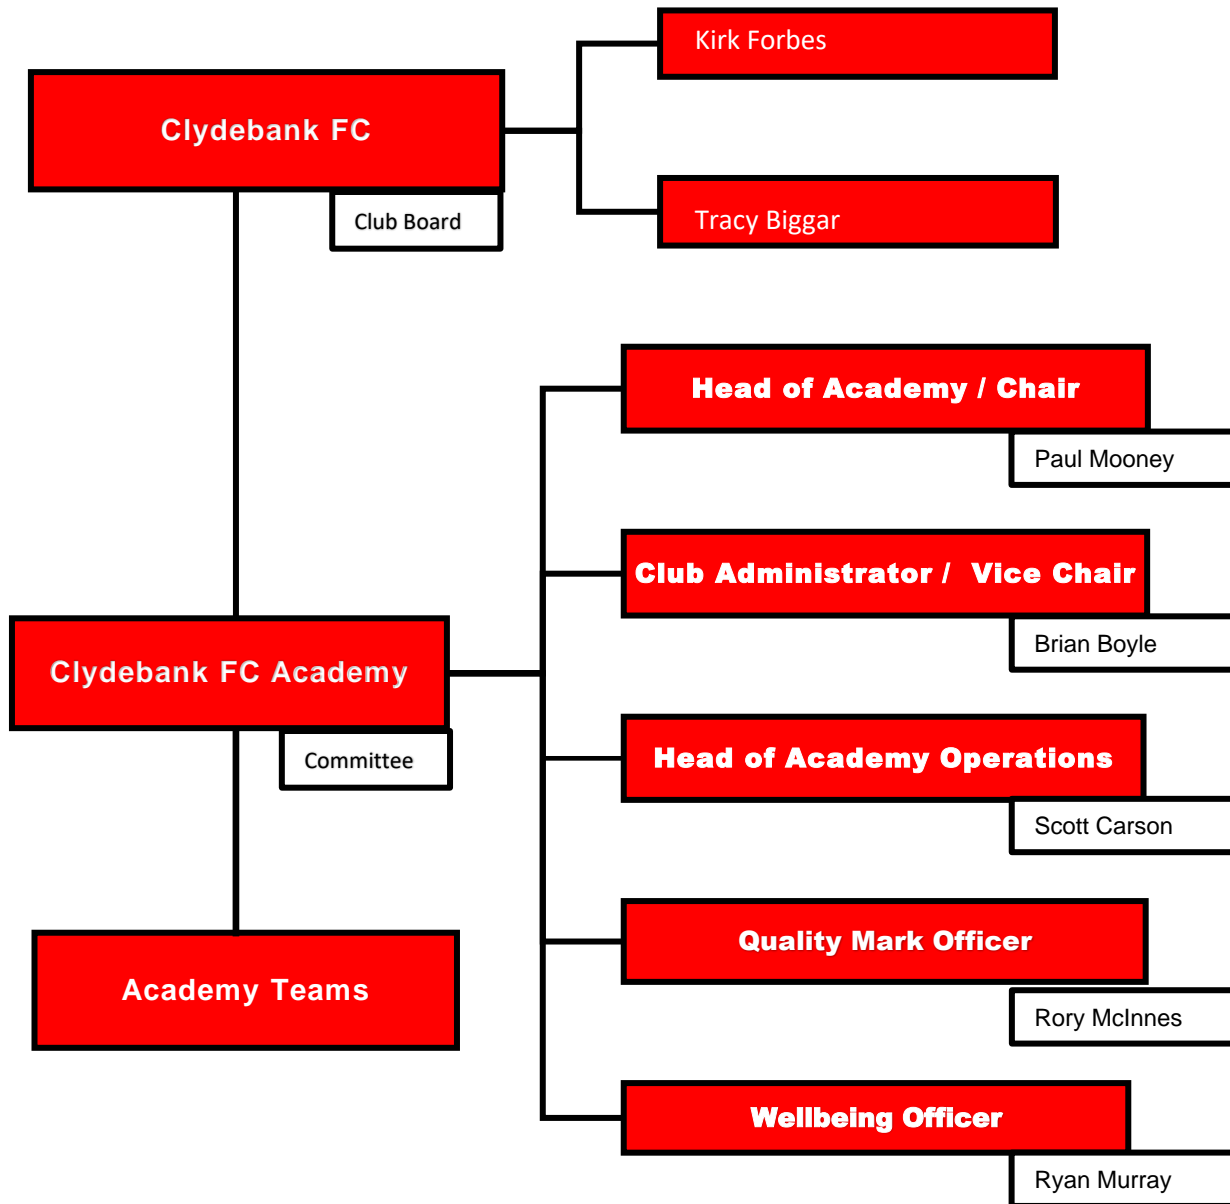 Kirk Forbes
Clydebank FC
Club Board
Tracy Biggar
Head of Academy / Chair
Paul Mooney
Club Administrator /  Vice Chair
Brian Boyle
Clydebank FC Academy
Committee
Head of Academy Operations
Scott Carson
Quality Mark Officer
Rory McInnes
Academy Teams
Wellbeing Officer
Ryan Murray